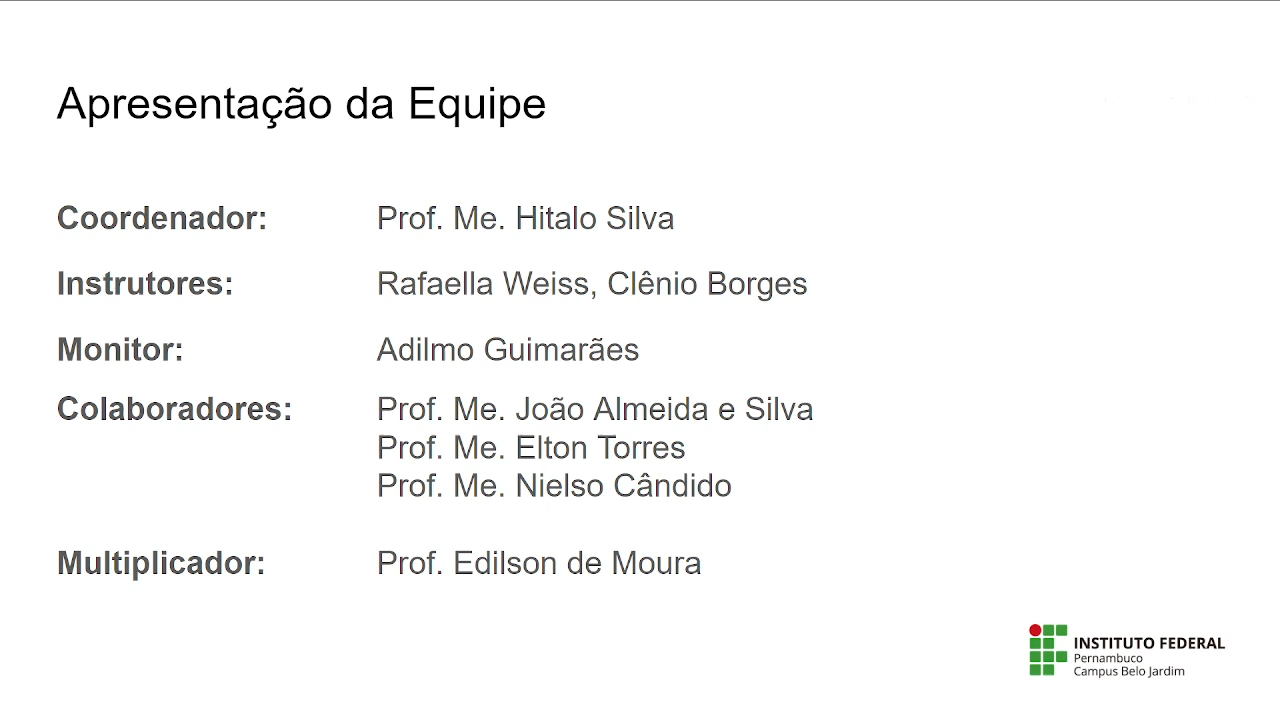 Apresentação da Equipe
Coordenador: Prof. Me. Hitalo Silva
Instrutores: Rafaella Weiss, Clênio Borges
Monitor: Adilmo Guimarães
Colaboradores: Prof. Me. João Almeida e Silva
Prof. Me. Elton Torres
Prof. Me. Nielso Cândido
Multiplicador: Prof. Edilson de Moura
INSTITUTO FEDERAL
Pernambuco
Campus Belo Jardim